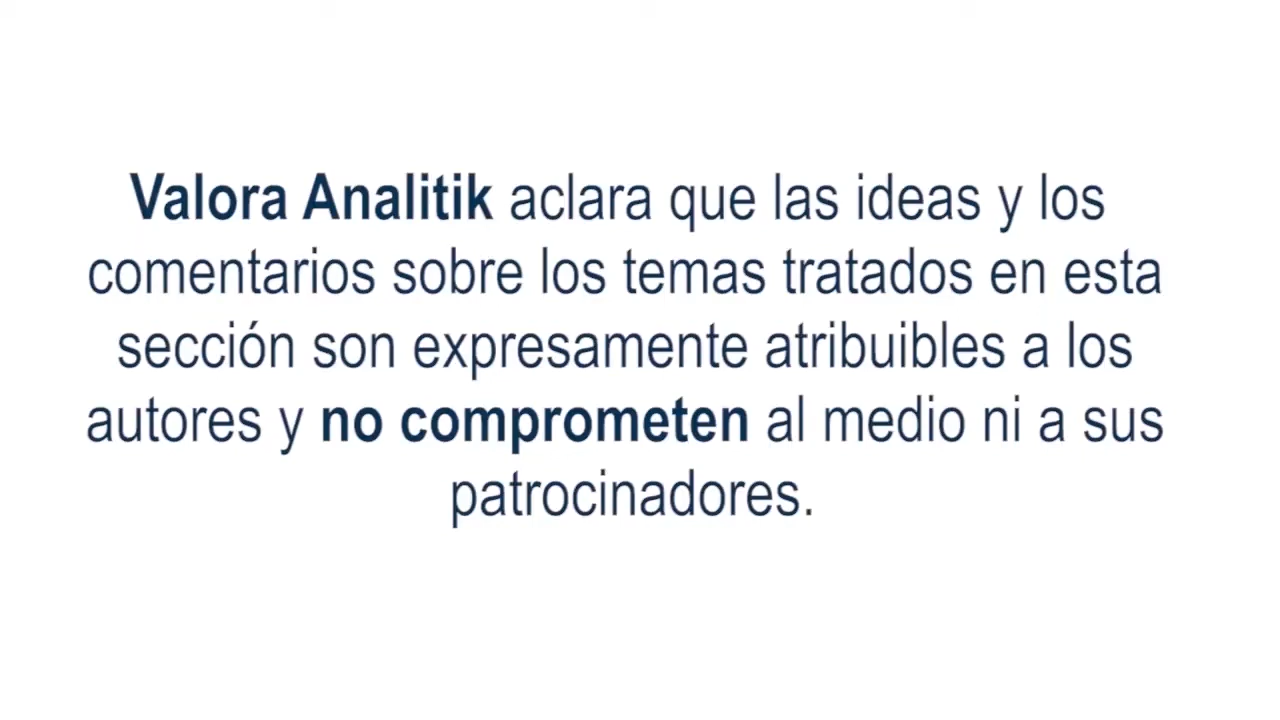 Valora Analitik aclara que las ideas y los
comentarios sobre los temas tratados en esta
sección son expresamente atribuibles a los
autores y no comprometen al medio ni a sus
patrocinadores.